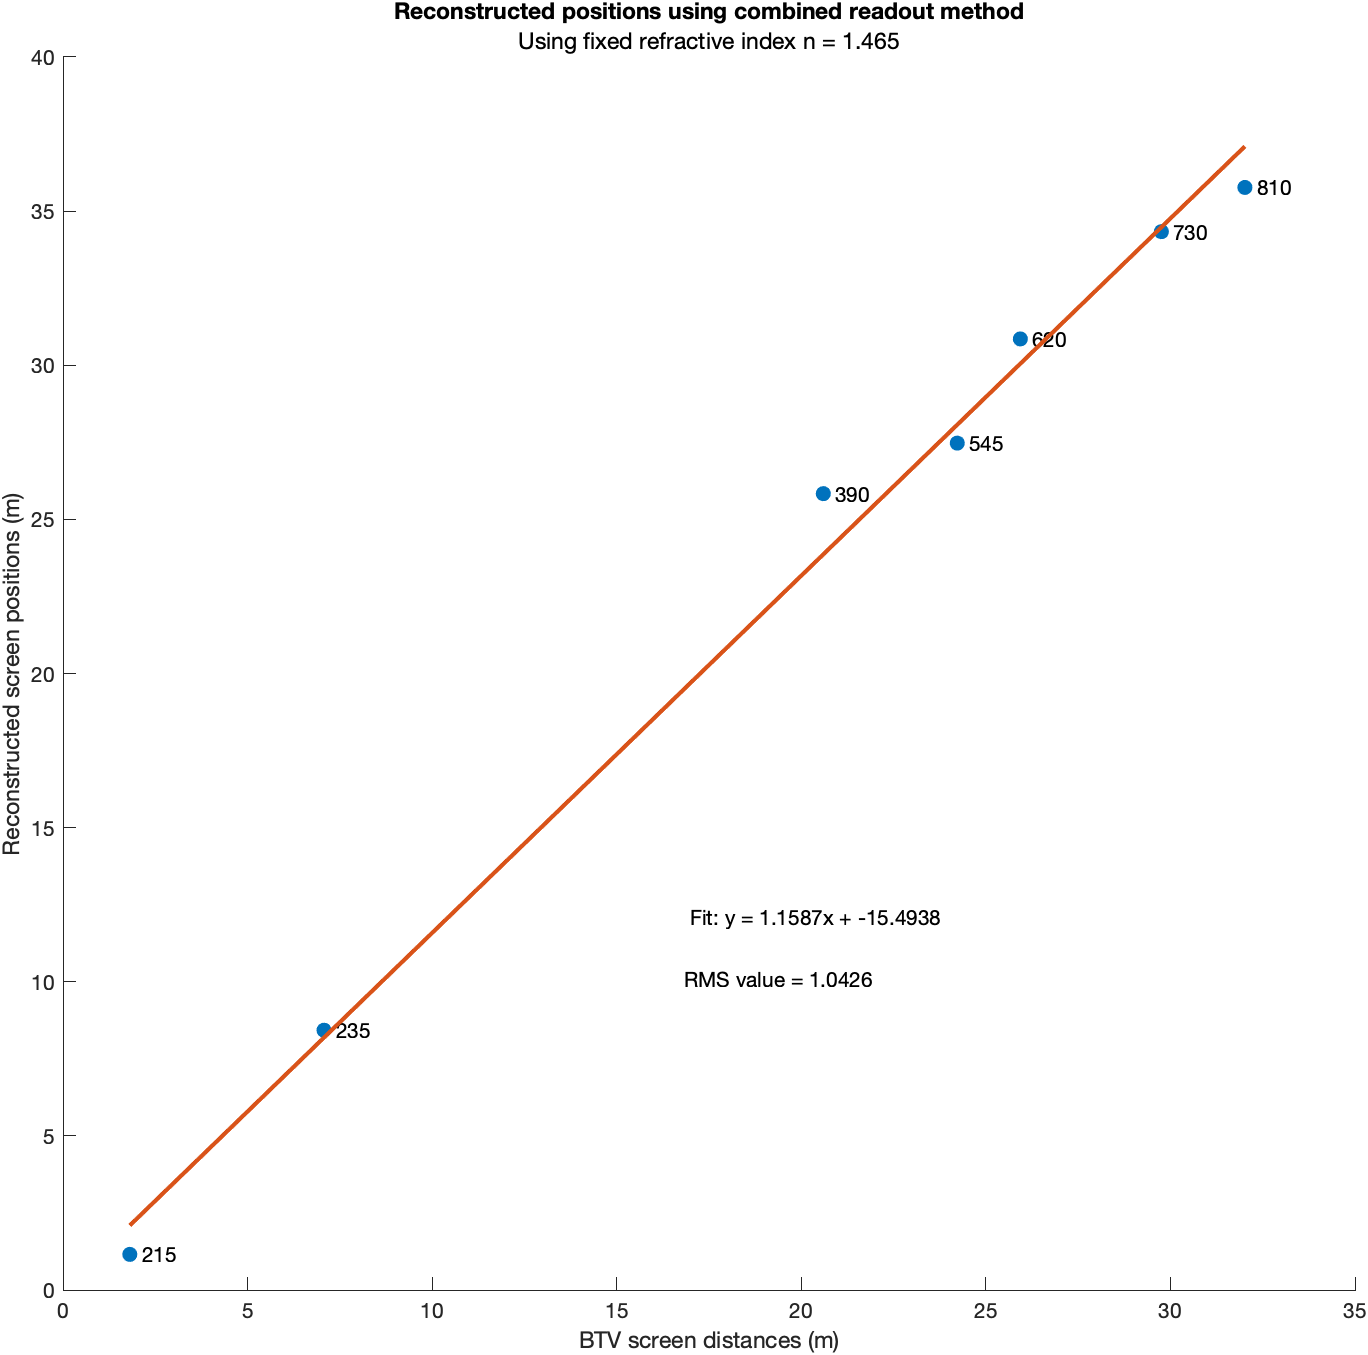 Reconstructed positions using combined readout method
Using fixed refractive index n = 1.465
40
35
30
25
20
15
10
5
0
Reconstructed screen positions (m)
810
730
620
545
390
235
215
Fit: y = 1.1587x + -15.4938
RMS value = 1.0426
0 5 10 15 20 25 30 35
BTV screen distances (m)